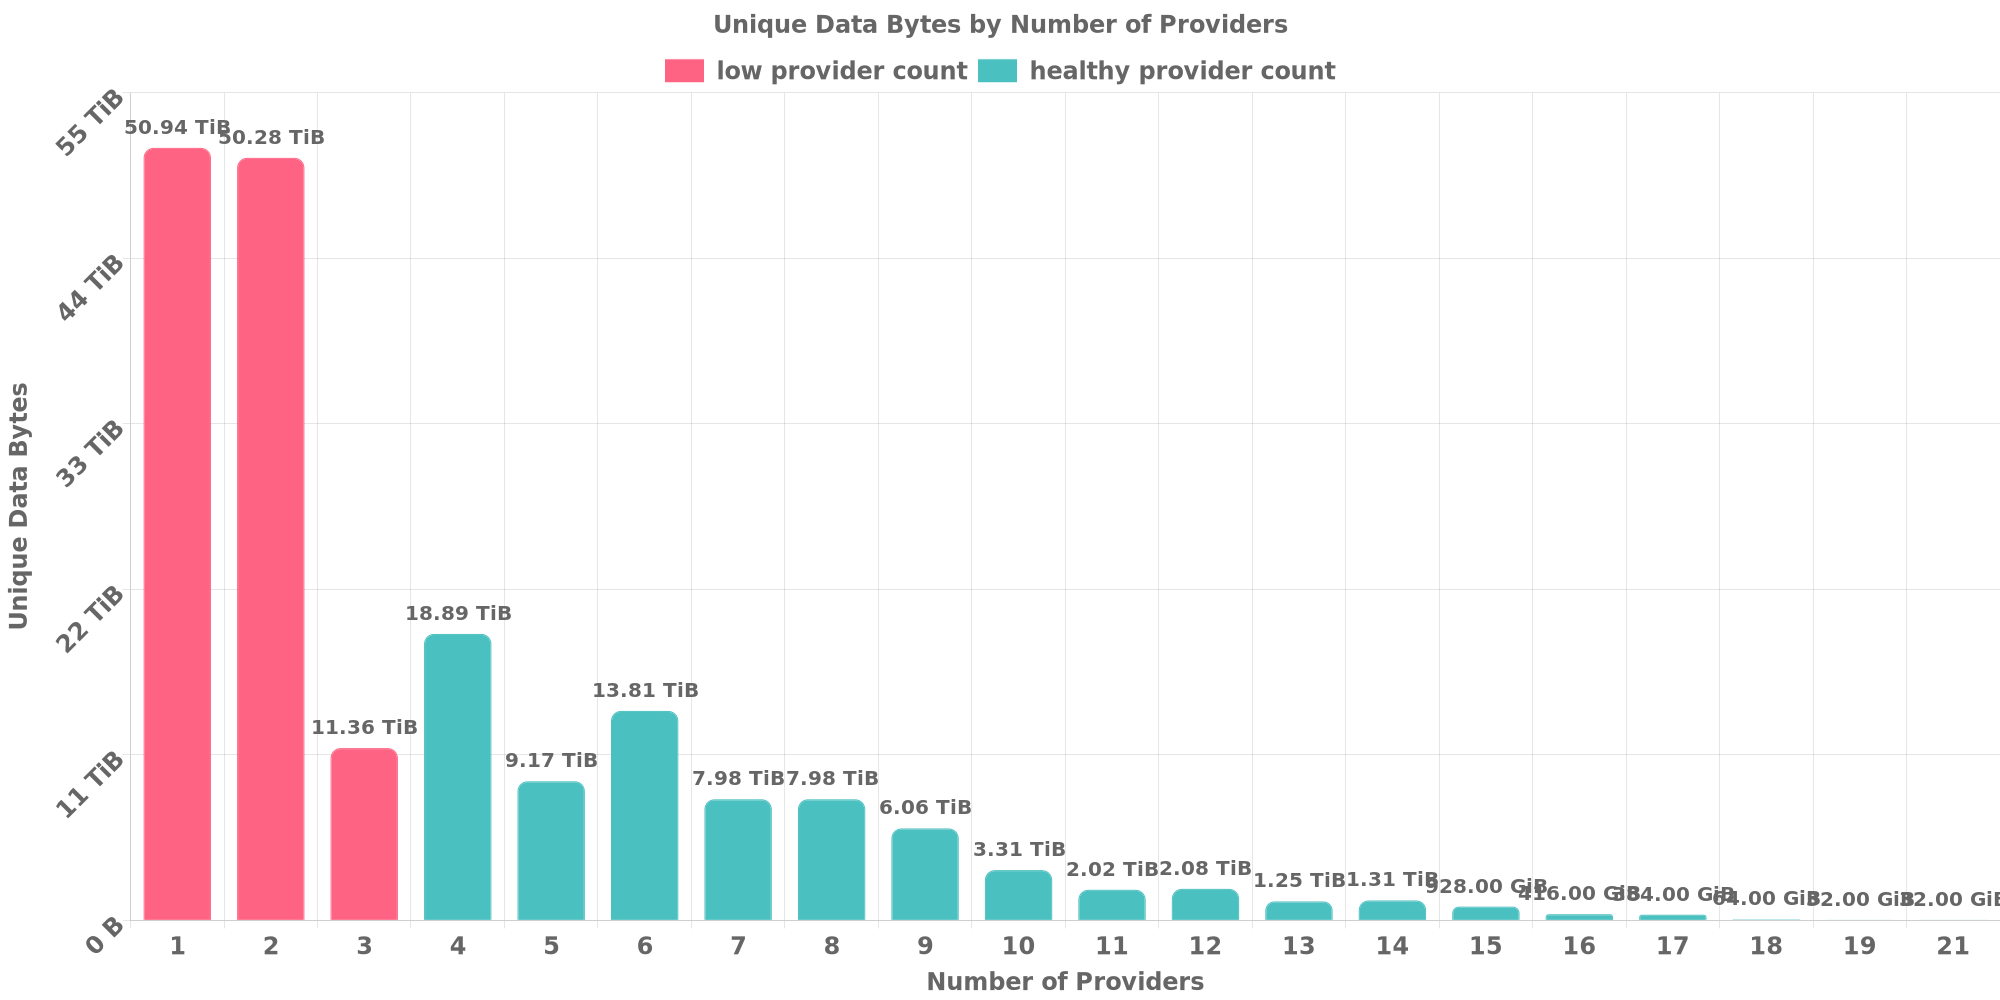 Unique Data Bytes by Number of Providers
low provider count
healthy provider count
55 TiB
44 TiB
33 TiB
22 TiB
11 TiB
0 B
Unique Data Bytes
50.94 TiB
50.28 TiB
11.36 TiB
18.89 TiB
9.17 TiB
13.81 TiB
7.98 TiB
7.98 TiB
6.06 TiB
3.31 TiB
2.02 TiB
2.08 TiB
1.25 TiB
1.31 TiB
928.00 GiB
416.00 GiB
384.00 GiB
64.00 GiB
32.00 GiB
32.00 GiB
1 2 3 4 5 6 7 8 9 10 11 12 13 14 15 16 17 18 19 21
Number of Providers